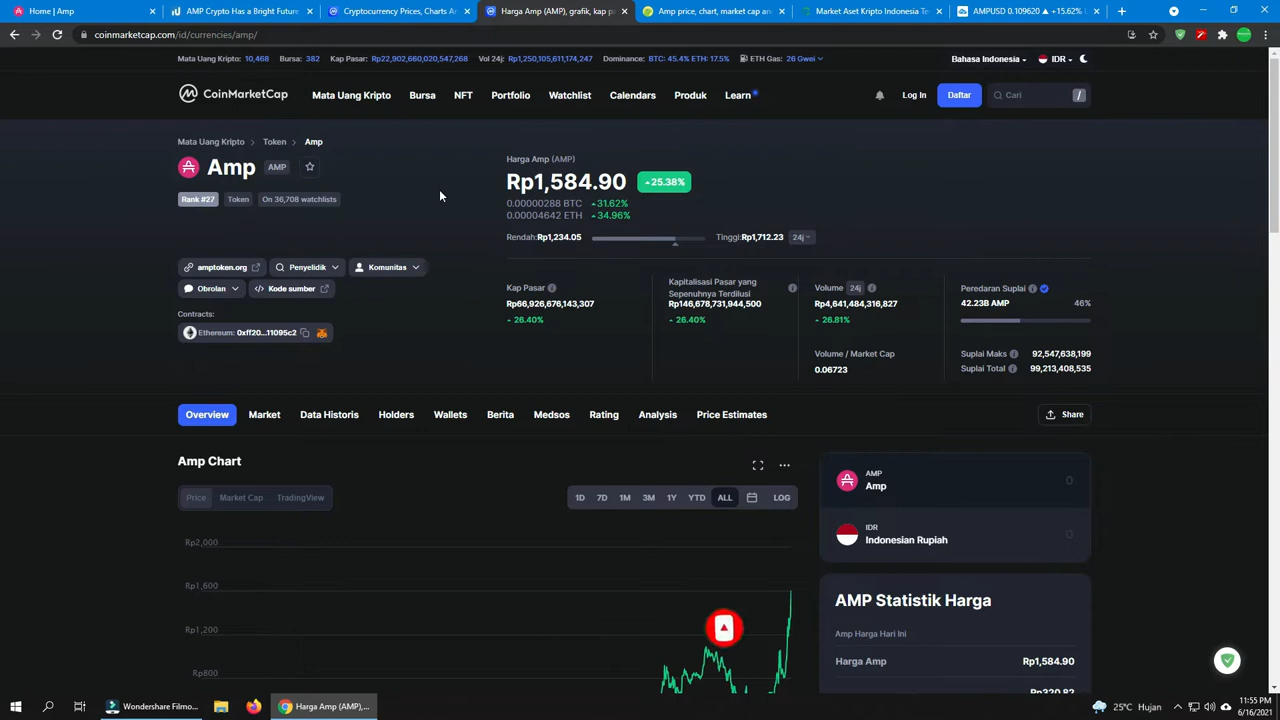 Home | Amp
AMP Crypto Has a Bright Future
Cryptocurrency Prices, Charts An
Harga Amp (AMP), grafik, kap pa
Amp price, chart, market cap an
Market Aset Kripto Indonesia Te
AMPUSD 0.109620 ▲ +15.62% U
coinmarketcap.com/id/currencies/amp/
Mata Uang Kripto: 10,468 Bursa: 382 Kap Pasar: Rp22,902,660,020,547,268 Vol 24j: Rp1,250,105,611,174,247 Dominance: BTC: 45.4% ETH: 17.5% ETH Gas: 26 Gwei
Bahasa Indonesia IDR
CoinMarketCap Mata Uang Kripto Bursa NFT Portfolio Watchlist Calendars Produk Learn Log In Daftar Cari /
Mata Uang Kripto > Token > Amp
Amp AMP
Rank #27 Token On 36,708 watchlists
Harga Amp (AMP)
Rp1,584.90 25.38%
0.00000288 BTC 31.62%
0.00004642 ETH 34.96%
Rendah:Rp1,234.05 Tinggi:Rp1,712.23 24j
amptoken.org Penyelidik Komunitas
Obrolan Kode sumber
Contracts:
Ethereum: 0xff20...11095c2
Kap Pasar
Rp66,926,676,143,307
26.40%
Kapitalisasi Pasar yang
Sepenuhnya Terdilusi
Rp146,678,731,944,500
26.40%
Volume 24j
Rp4,641,484,316,827
26.81%
Volume / Market Cap
0.06723
Peredaran Suplai
42.23B AMP 46%
Suplai Maks 92,547,638,199
Suplai Total 99,213,408,535
Overview Market Data Historis Holders Wallets Berita Medsos Rating Analysis Price Estimates Share
Amp Chart
Price Market Cap TradingView
1D 7D 1M 3M 1Y YTD ALL LOG
Rp2,000
Rp1,600
Rp1,200
Rp800
AMP
Amp 0
IDR
Indonesian Rupiah 0
AMP Statistik Harga
Amp Harga Hari Ini
Harga Amp Rp1,584.90
Rp320.82
Wondershare Filmo...
Harga Amp (AMP),...
25°C Hujan
11:55 PM
6/16/2021